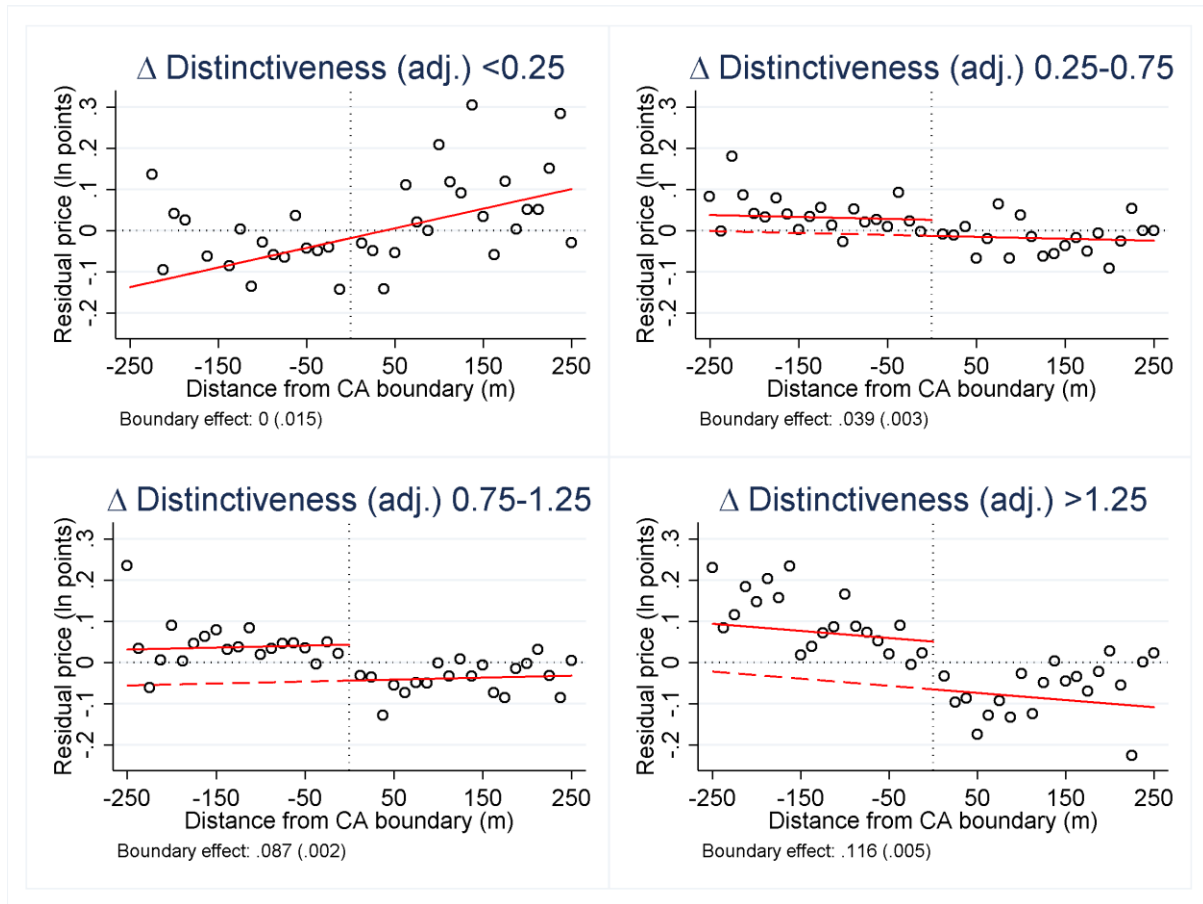 Δ Distinctiveness (adj.) <0.25
Residual price (ln points)
.3
.2
.1
0
-.1
-.2
-250 -150 -50 50 150 250
Distance from CA boundary (m)
Boundary effect: 0 (.015)
Δ Distinctiveness (adj.) 0.25-0.75
Residual price (ln points)
.3
.2
.1
0
-.1
-.2
-250 -150 -50 50 150 250
Distance from CA boundary (m)
Boundary effect: .039 (.003)
Δ Distinctiveness (adj.) 0.75-1.25
Residual price (ln points)
.3
.2
.1
0
-.1
-.2
-250 -150 -50 50 150 250
Distance from CA boundary (m)
Boundary effect: .087 (.002)
Δ Distinctiveness (adj.) >1.25
Residual price (ln points)
.3
.2
.1
0
-.1
-.2
-250 -150 -50 50 150 250
Distance from CA boundary (m)
Boundary effect: .116 (.005)